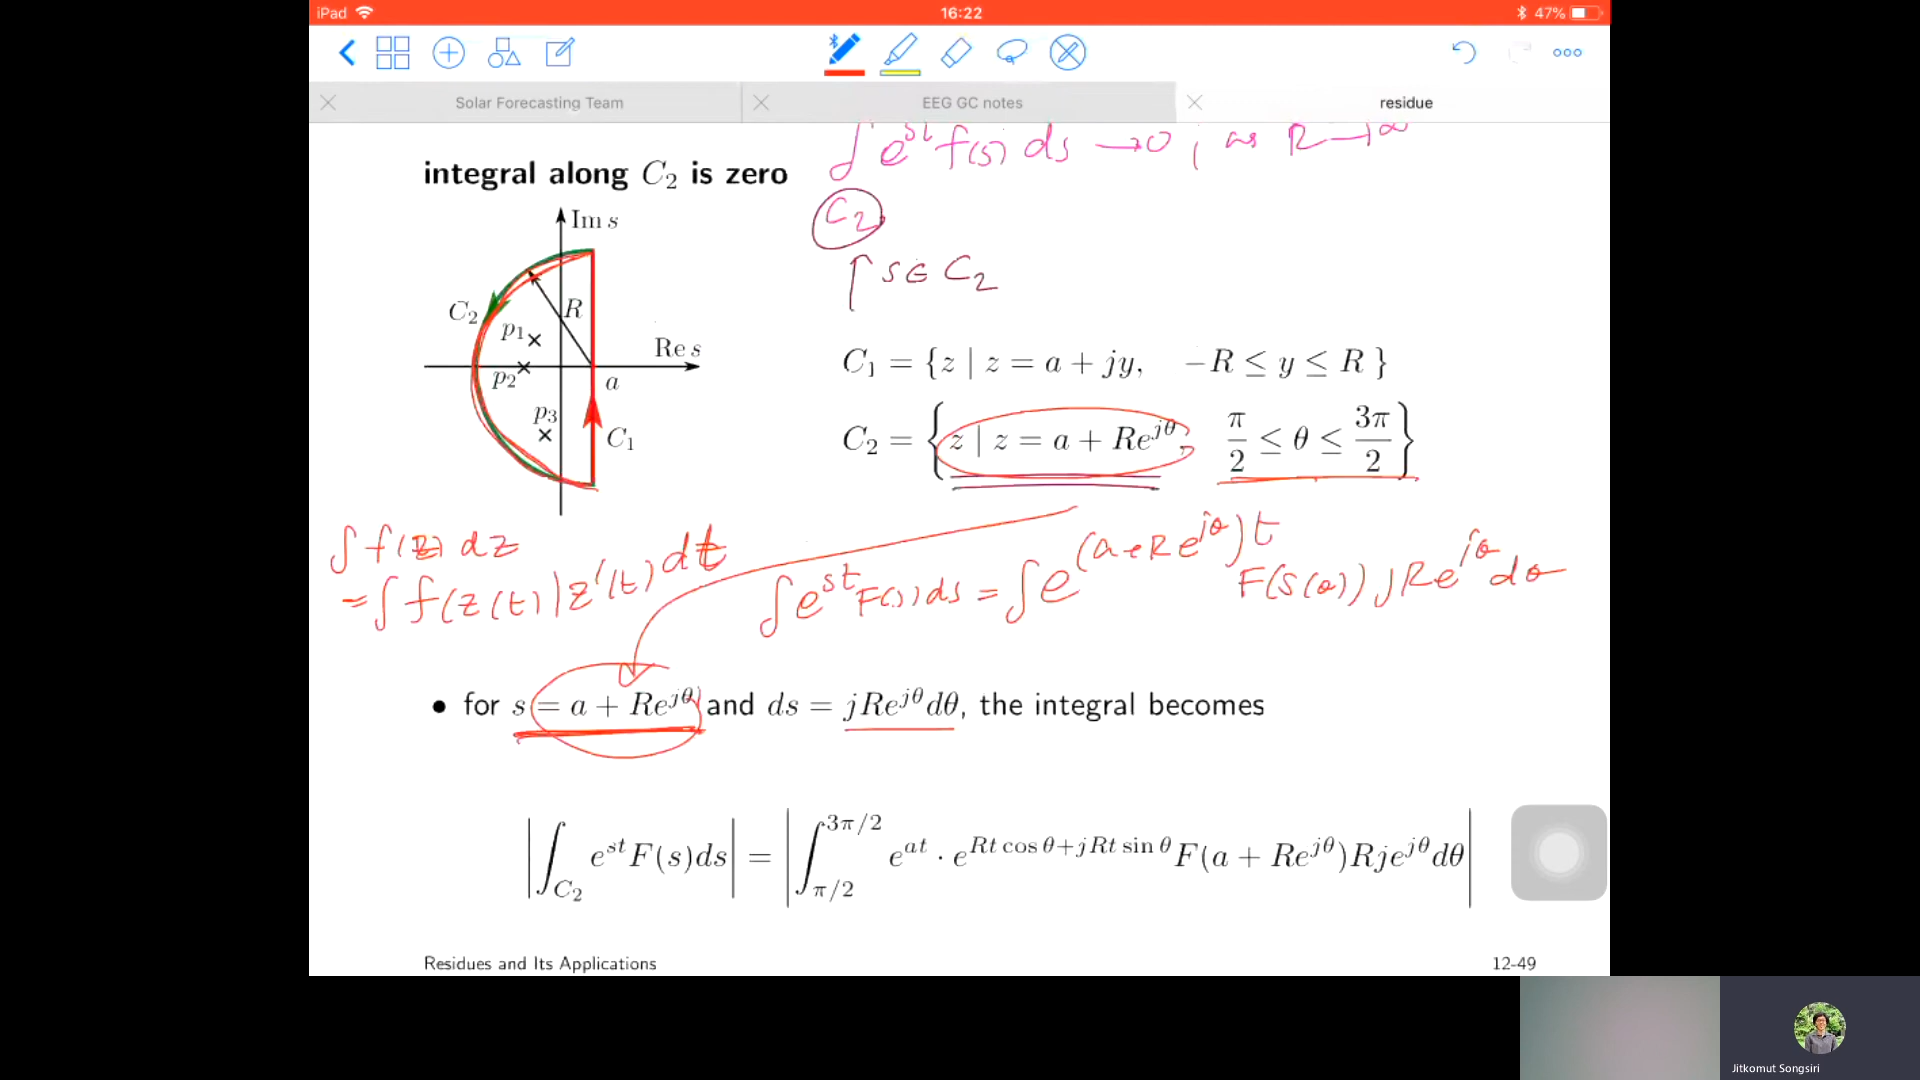 iPad 16:22 47%
Solar Forecasting Team EEG GC notes residue
∫ e^{st} f(s) ds → 0 , as R → ∞
integral along C₂ is zero
C₂
Im s
s ∈ C₂
C₂ R
p₁
Re s
p₂ a
p₃
C₁
C₁ = {z | z = a + jy, −R ≤ y ≤ R }
C₂ = {z | z = a + Re^{jθ}, π/2 ≤ θ ≤ 3π/2}
∫ f(z) dz
= ∫ f(z(t)) z'(t) dt
∫ e^{st} F(s) ds = ∫ e^{(a+Re^{jθ})t} F(s(θ)) jRe^{jθ} dθ
• for s = a + Re^{jθ} and ds = jRe^{jθ}dθ, the integral becomes
|∫_{C₂} e^{st}F(s)ds| = |∫_{π/2}^{3π/2} e^{at} · e^{Rt cos θ+jRt sin θ} F(a + Re^{jθ})Rje^{jθ}dθ|
Residues and Its Applications 12-49
Jitkomut Songsiri